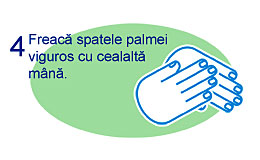 4 Freacă spatele palmei
viguros cu cealaltă
mână.